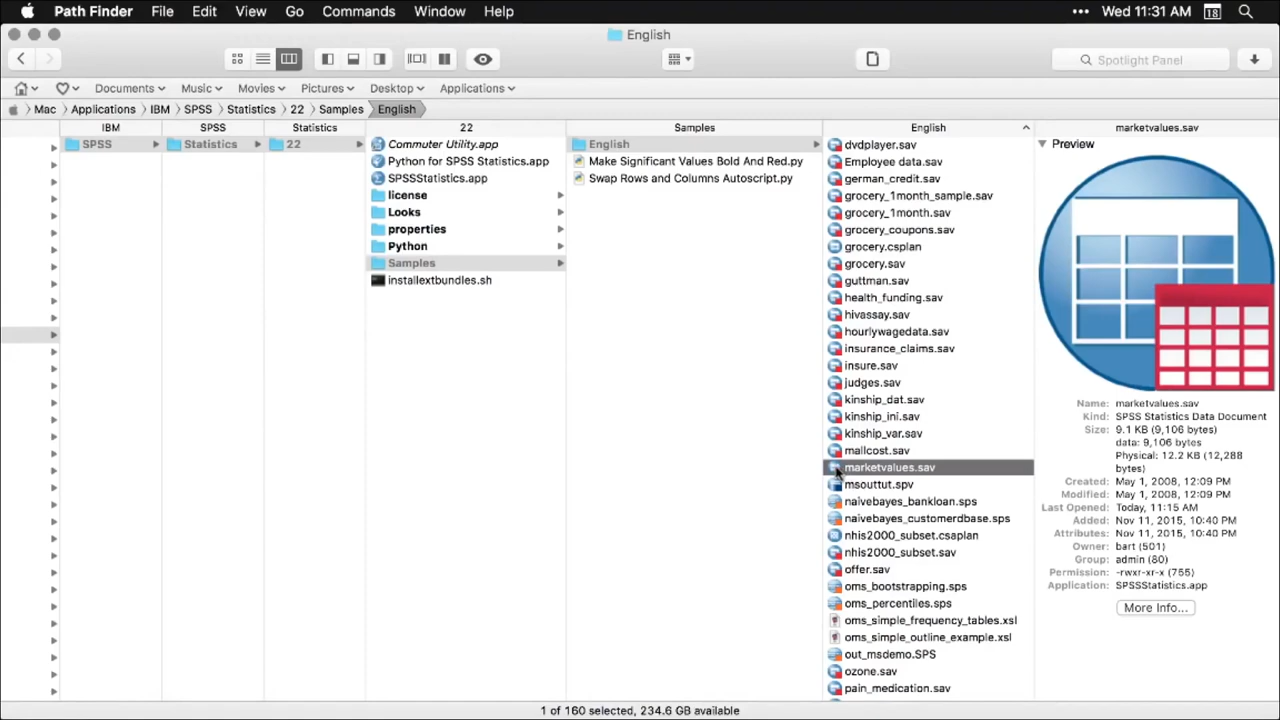 Path Finder File Edit View Go Commands Window Help ••• Wed 11:31 AM 18
English
Spotlight Panel
Documents Music Movies Pictures Desktop Applications
Mac Applications IBM SPSS Statistics 22 Samples English
IBM SPSS Statistics 22 Samples English marketvalues.sav
SPSS
Statistics
22
Commuter Utility.app
Python for SPSS Statistics.app
SPSSStatistics.app
license
Looks
properties
Python
Samples
installextbundles.sh
English
Make Significant Values Bold And Red.py
Swap Rows and Columns Autoscript.py
dvdplayer.sav
Employee data.sav
german_credit.sav
grocery_1month_sample.sav
grocery_1month.sav
grocery_coupons.sav
grocery.csplan
grocery.sav
guttman.sav
health_funding.sav
hivassay.sav
hourlywagedata.sav
insurance_claims.sav
insure.sav
judges.sav
kinship_dat.sav
kinship_ini.sav
kinship_var.sav
mallcost.sav
marketvalues.sav
msouttut.spv
naivebayes_bankloan.sps
naivebayes_customerdbase.sps
nhis2000_subset.csaplan
nhis2000_subset.sav
offer.sav
oms_bootstrapping.sps
oms_percentiles.sps
oms_simple_frequency_tables.xsl
oms_simple_outline_example.xsl
out_msdemo.SPS
ozone.sav
pain_medication.sav
Preview
Name: marketvalues.sav
Kind: SPSS Statistics Data Document
Size: 9.1 KB (9,106 bytes)
data: 9,106 bytes
Physical: 12.2 KB (12,288
bytes)
Created: May 1, 2008, 12:09 PM
Modified: May 1, 2008, 12:09 PM
Last Opened: Today, 11:15 AM
Added: Nov 11, 2015, 10:40 PM
Attributes: Nov 11, 2015, 10:40 PM
Owner: bart (501)
Group: admin (80)
Permission: -rwxr-xr-x (755)
Application: SPSSStatistics.app
More Info...
1 of 160 selected, 234.6 GB available